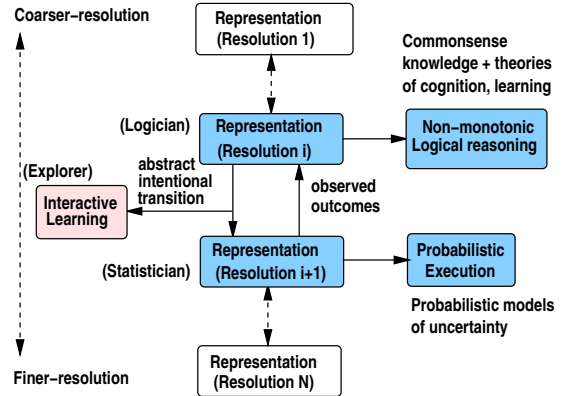 Coarser−resolution
Representation
(Resolution 1)
Commonsense
knowledge + theories
of cognition, learning
(Logician)
Representation
(Resolution i)
Non−monotonic
Logical reasoning
(Explorer)
abstract
intentional
transition
observed
outcomes
Interactive
Learning
(Statistician)
Representation
(Resolution i+1)
Probabilistic
Execution
Probabilistic models
of uncertainty
Representation
(Resolution N)
Finer−resolution